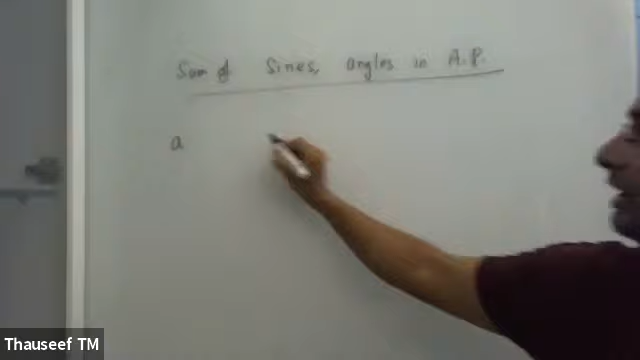 Sum of Sines, angles in A.P.
a
Thauseef TM